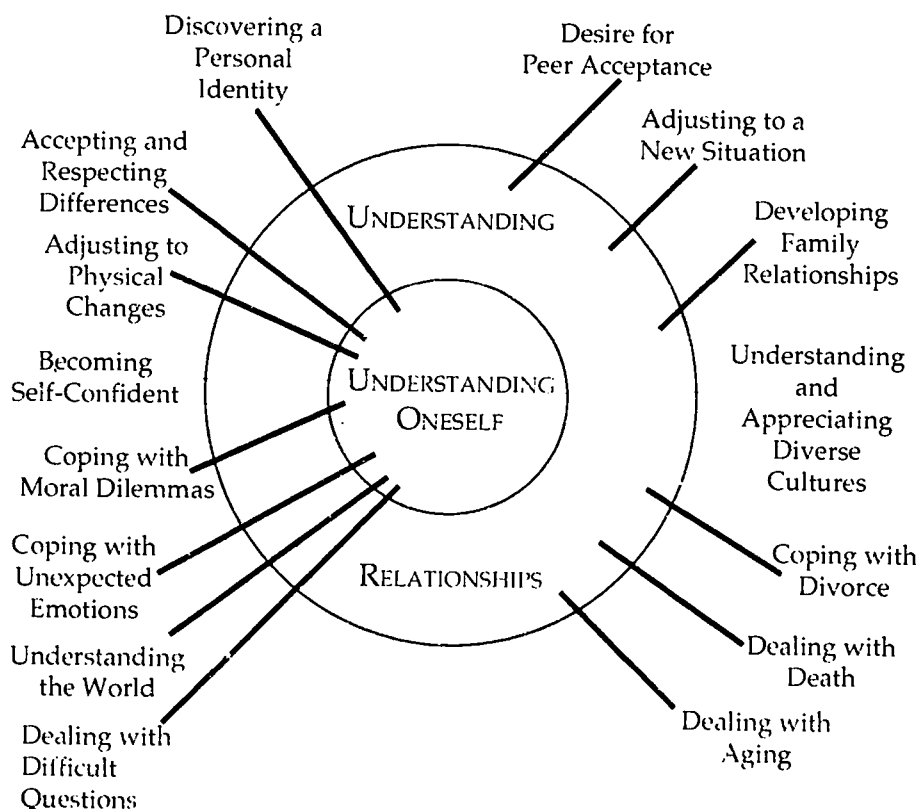 Discovering a
Personal
Identity
Desire for
Peer Acceptance
Accepting and
Respecting
Differences
Adjusting to a
New Situation
UNDERSTANDING
Adjusting to
Physical
Changes
Developing
Family
Relationships
Becoming
Self-Confident
UNDERSTANDING
ONESELF
Understanding
and
Appreciating
Diverse
Cultures
Coping with
Moral Dilemmas
Coping with
Unexpected
Emotions
RELATIONSHIPS
Coping with
Divorce
Understanding
the World
Dealing with
Death
Dealing with
Difficult
Questions
Dealing with
Aging